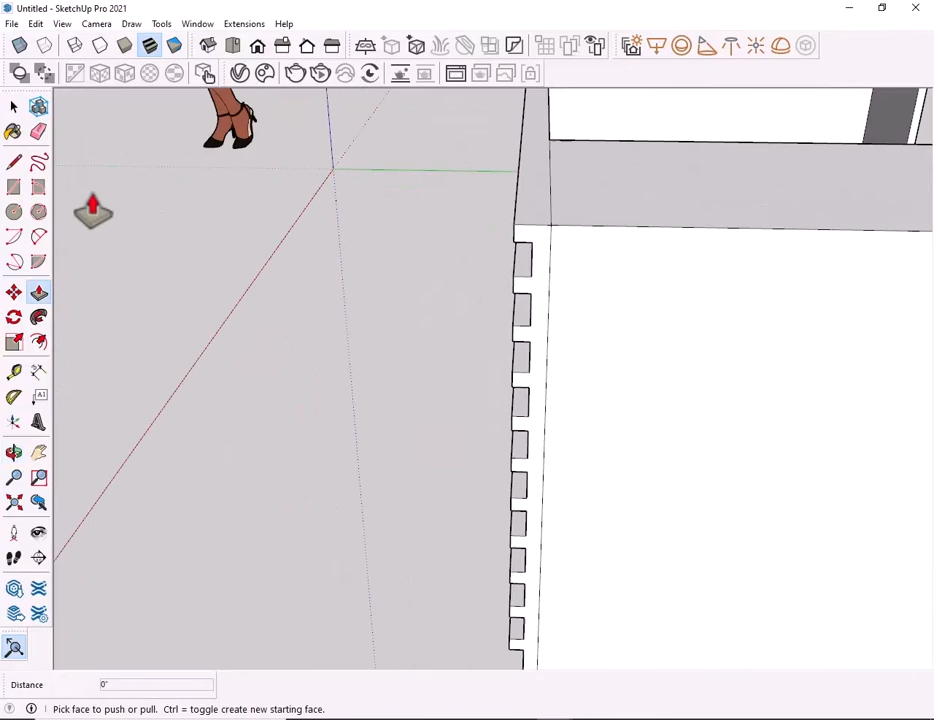 Untitled - SketchUp Pro 2021
File Edit View Camera Draw Tools Window Extensions Help
A1
Distance 0"
Pick face to push or pull. Ctrl = toggle create new starting face.